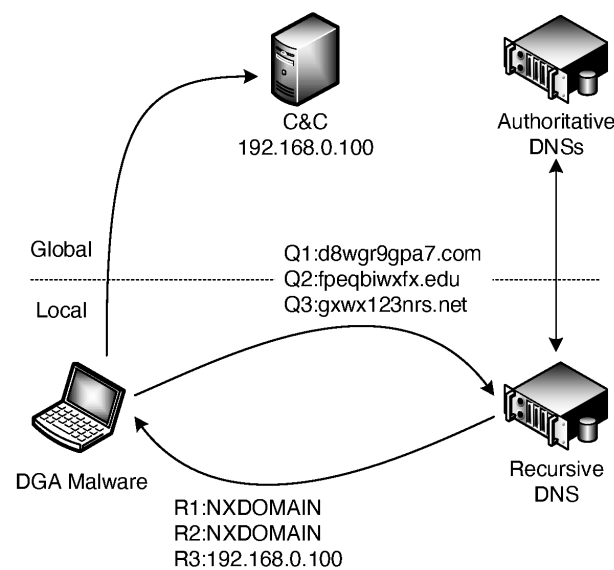 C&C
192.168.0.100
Authoritative
DNSs
Global
Local
Q1:d8wgr9gpa7.com
Q2:fpeqbiwxfx.edu
Q3:gxwx123nrs.net
DGA Malware
Recursive
DNS
R1:NXDOMAIN
R2:NXDOMAIN
R3:192.168.0.100